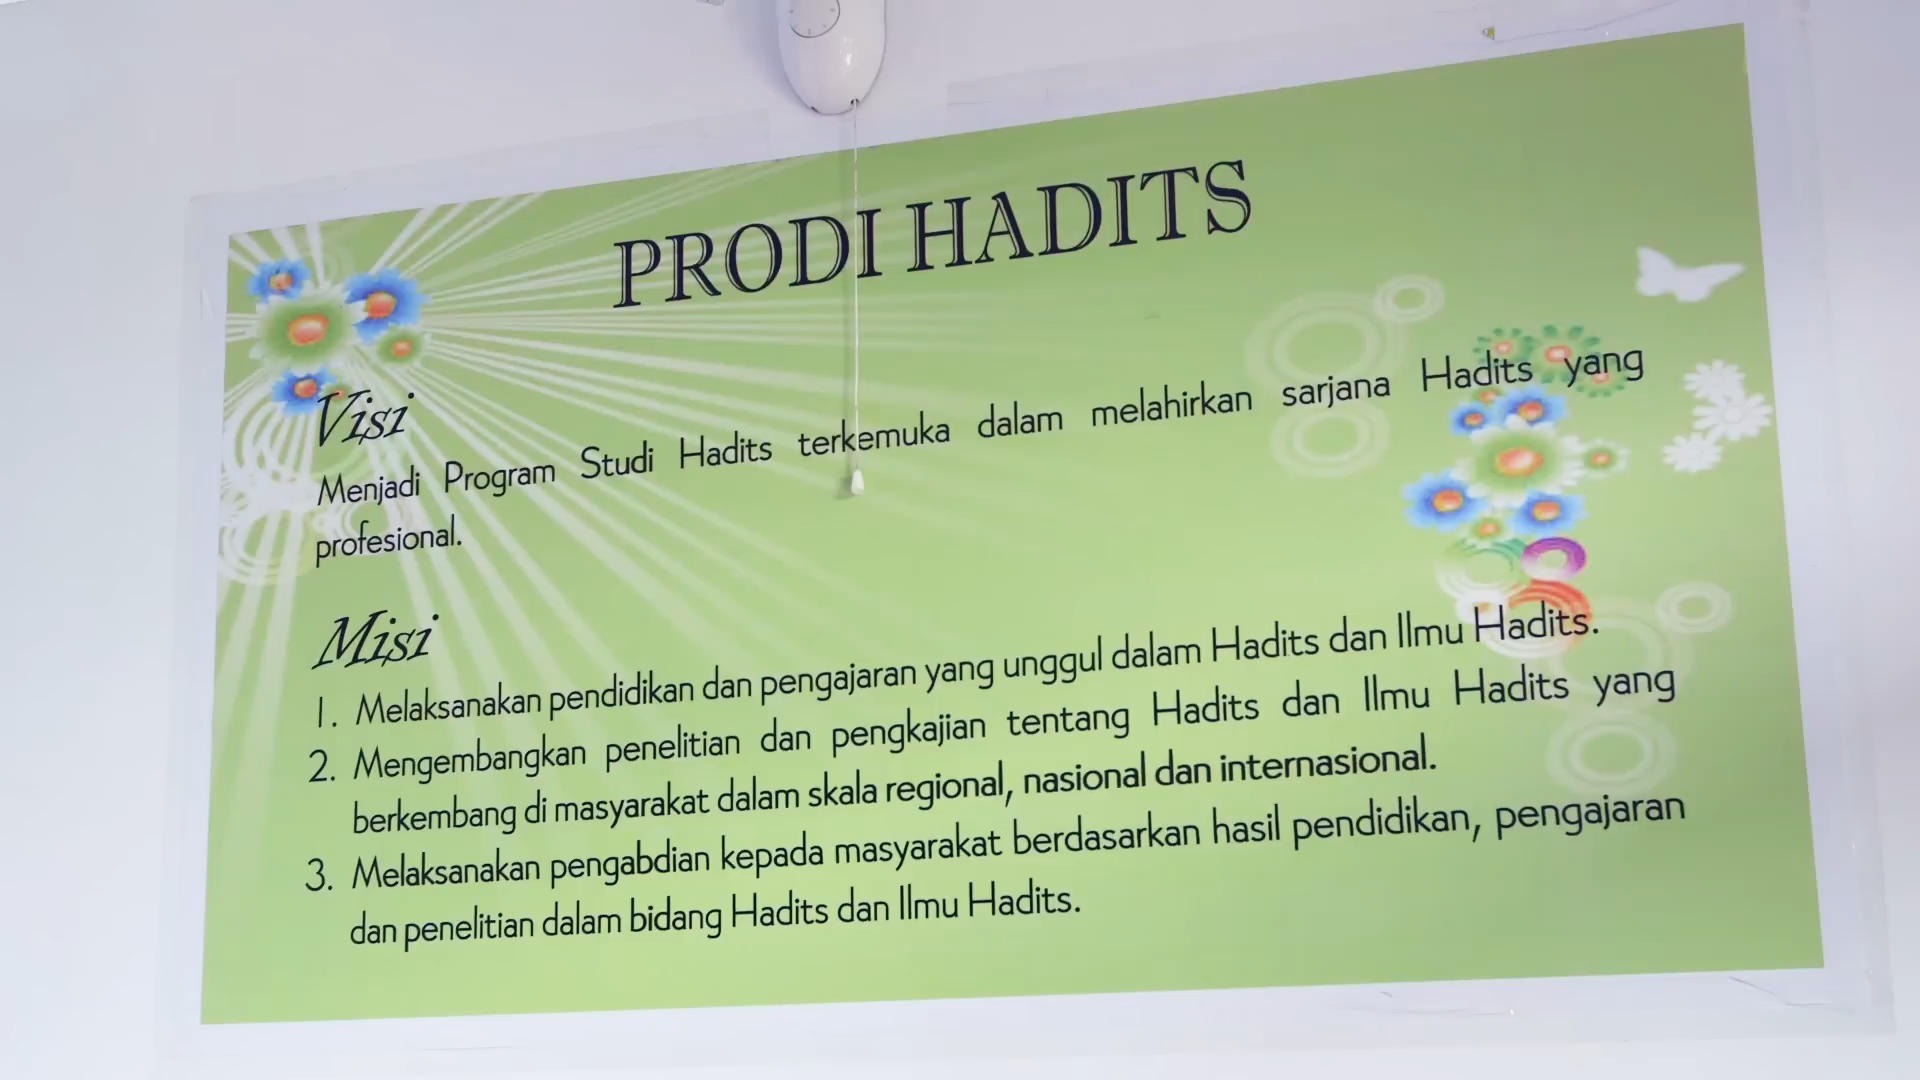 PRODI HADITS
Visi
Menjadi Program Studi Hadits terkemuka dalam melahirkan sarjana Hadits yang
profesional.
Misi
1. Melaksanakan pendidikan dan pengajaran yang unggul dalam Hadits dan Ilmu Hadits.
2. Mengembangkan penelitian dan pengkajian tentang Hadits dan Ilmu Hadits yang
berkembang di masyarakat dalam skala regional, nasional dan internasional.
3. Melaksanakan pengabdian kepada masyarakat berdasarkan hasil pendidikan, pengajaran
dan penelitian dalam bidang Hadits dan Ilmu Hadits.